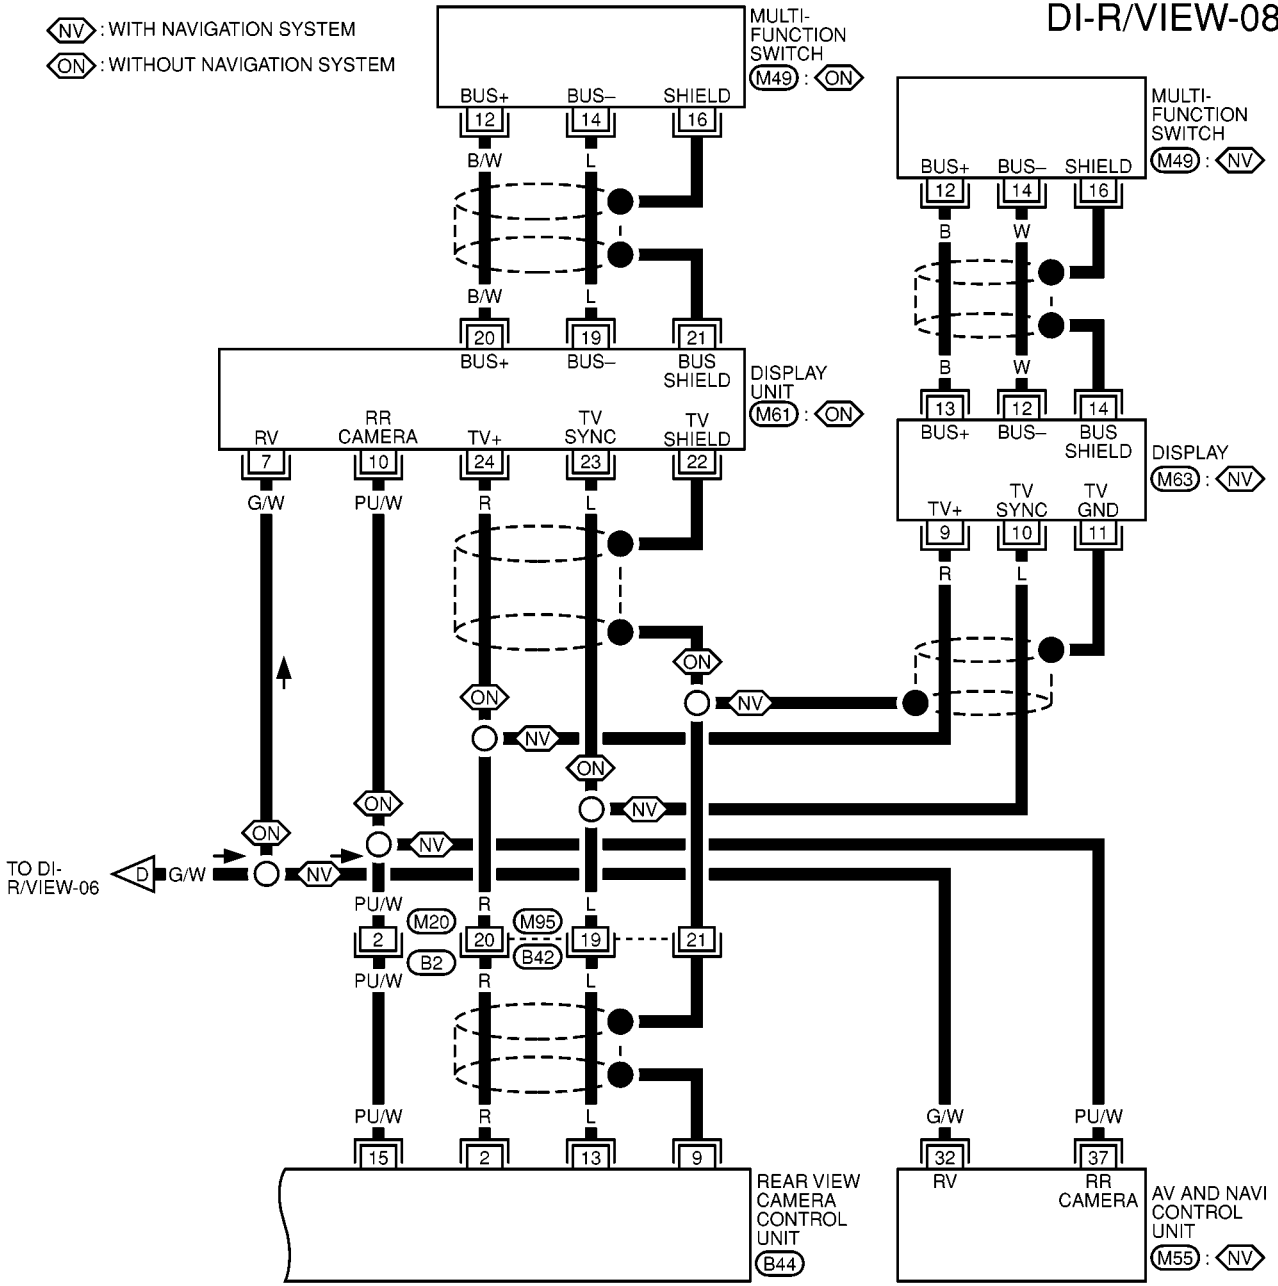 DI-R/VIEW-08
NV : WITH NAVIGATION SYSTEM
ON : WITHOUT NAVIGATION SYSTEM
MULTI-
FUNCTION
SWITCH
M49 : ON
BUS+ BUS– SHIELD
12 14 16
B/W L
B/W L
20 19 21
BUS+ BUS– BUS
SHIELD
DISPLAY
UNIT
M61 : ON
RV RR
CAMERA TV+ TV
SYNC TV
SHIELD
7 10 24 23 22
G/W PU/W R L
MULTI-
FUNCTION
SWITCH
M49 : NV
BUS+ BUS– SHIELD
12 14 16
B W
B W
13 12 14
BUS+ BUS– BUS
SHIELD
DISPLAY
M63 : NV
TV+ TV
SYNC TV
GND
9 10 11
R L
ON
ON NV
NV
ON
ON NV
ON NV
TO DI-
R/VIEW-06
D G/W NV
PU/W M20 R M95 L
2 20 19 21
B2 B42
PU/W R L
PU/W R L
15 2 13 9
REAR VIEW
CAMERA
CONTROL
UNIT
B44
G/W PU/W
32 37
RV RR
CAMERA
AV AND NAVI
CONTROL
UNIT
M55 : NV